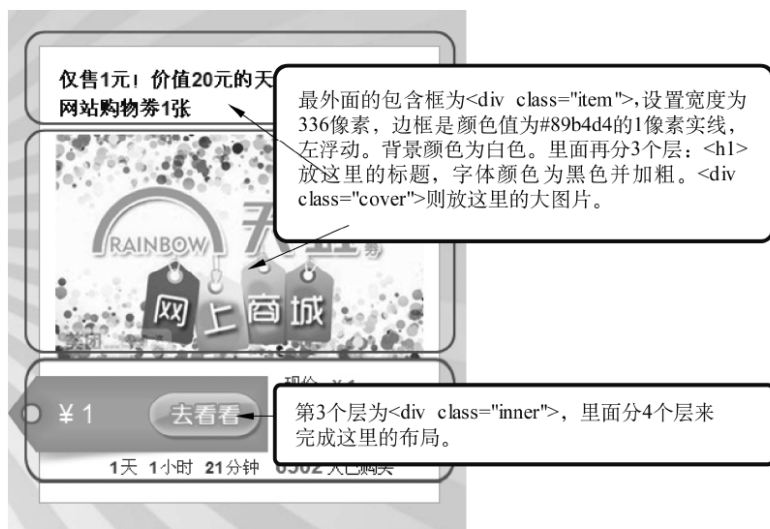 仅售1元！价值20元的天
网站购物券1张
最外面的包含框为<div class="item">,设置宽度为
336像素，边框是颜色值为#89b4d4的1像素实线，
左浮动。背景颜色为白色。里面再分3个层：<h1>
放这里的标题，字体颜色为黑色并加粗。<div
class="cover">则放这里的大图片。
RAINBOW
券
网上商城
美团
¥1
去看看
第3个层为<div class="inner">，里面分4个层来
完成这里的布局。
1天 1小时 21分钟 6502人已购买